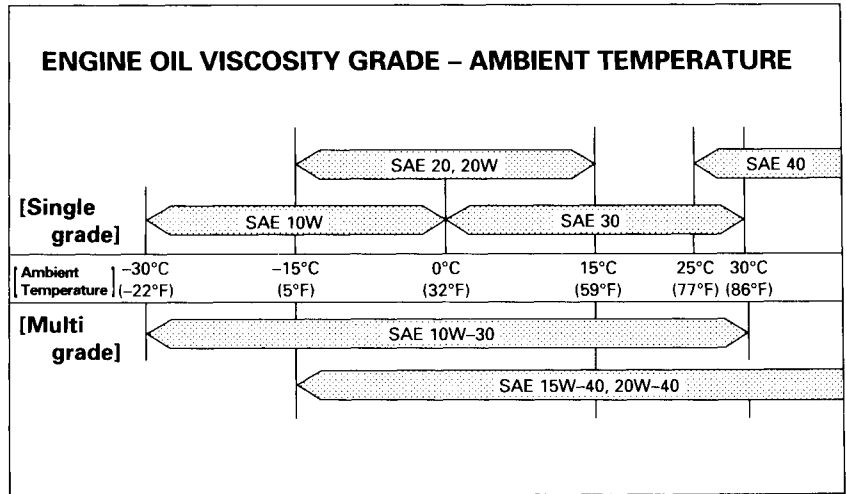 ENGINE OIL VISCOSITY GRADE – AMBIENT TEMPERATURE
SAE 20, 20W
SAE 40
[Single
grade]
SAE 10W
SAE 30
[Ambient
Temperature]
−30°C −15°C 0°C 15°C 25°C 30°C
(−22°F) (5°F) (32°F) (59°F) (77°F) (86°F)
[Multi
grade]
SAE 10W–30
SAE 15W–40, 20W–40